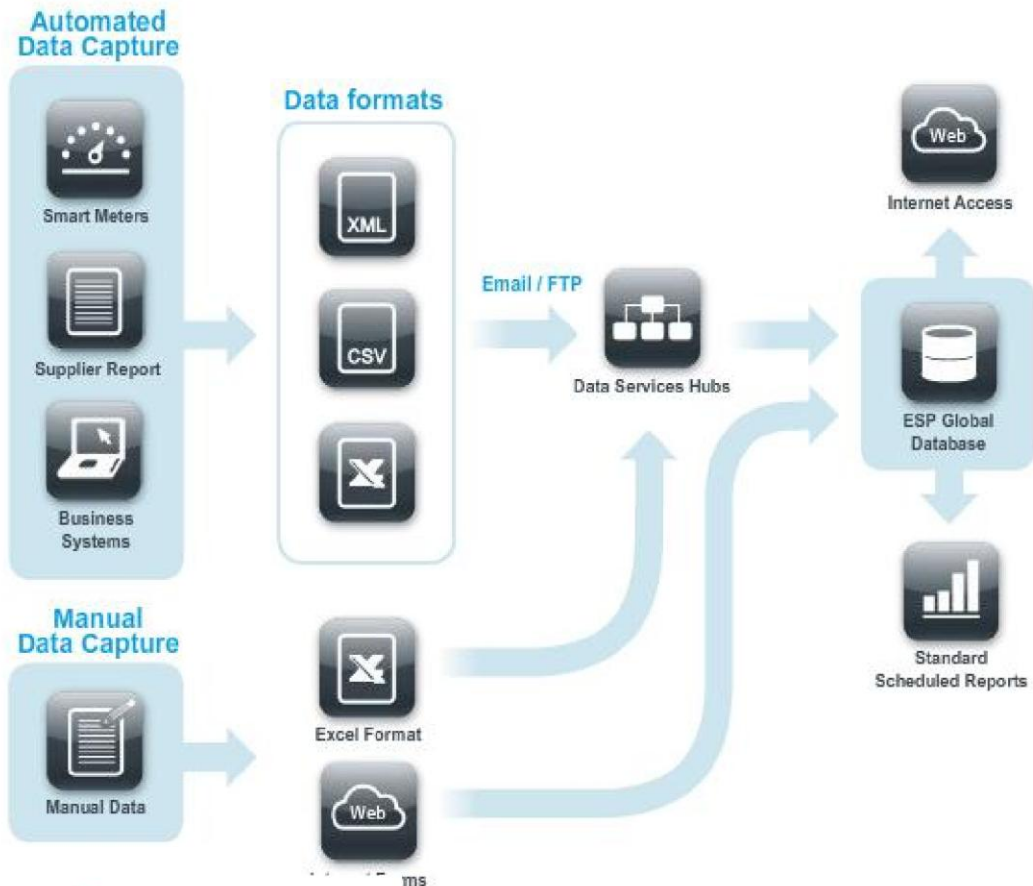 Automated
Data Capture
Smart Meters
Supplier Report
Business
Systems
Data formats
XML
CSV
X
Email / FTP
Data Services Hubs
Web
Internet Access
ESP Global
Database
Standard
Scheduled Reports
Manual
Data Capture
Manual Data
X
Excel Format
Web